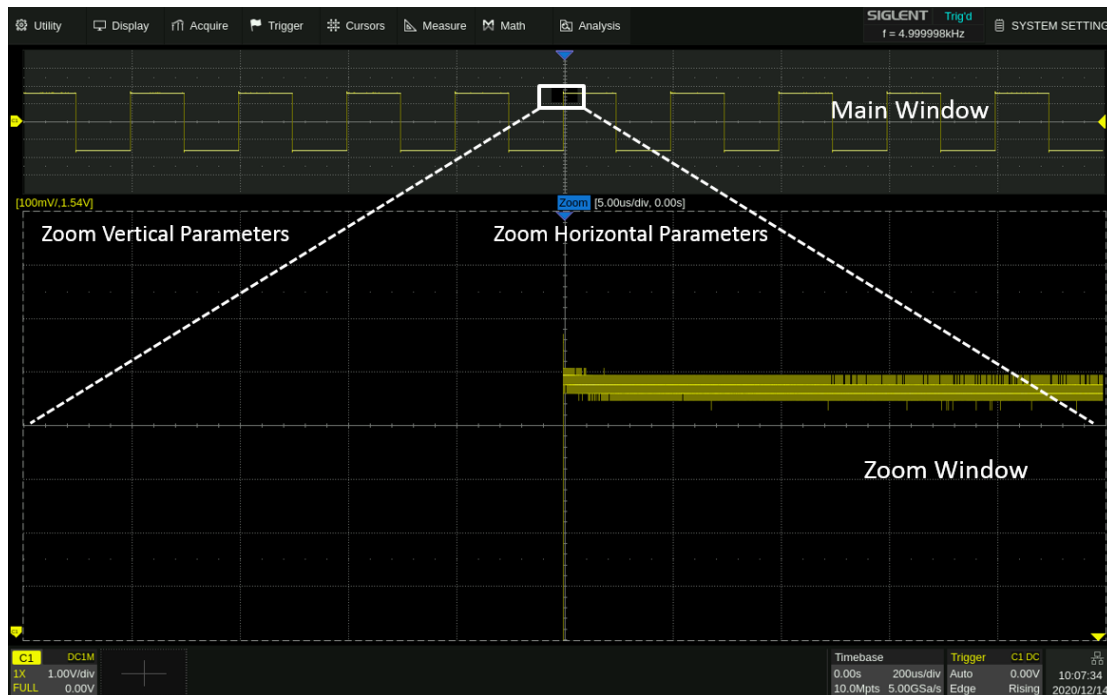 Utility Display Acquire Trigger Cursors Measure Math Analysis SIGLENT Trig'd SYSTEM SETTING
f = 4.999998kHz
Main Window
C1
[100mV/,1.54V] Zoom [5.00us/div, 0.00s]
Zoom Vertical Parameters Zoom Horizontal Parameters
Zoom Window
C1
C1 DC1M Timebase Trigger C1 DC
1X 1.00V/div 0.00s 200us/div Auto 0.00V 10:07:34
FULL 0.00V 10.0Mpts 5.00GSa/s Edge Rising 2020/12/14